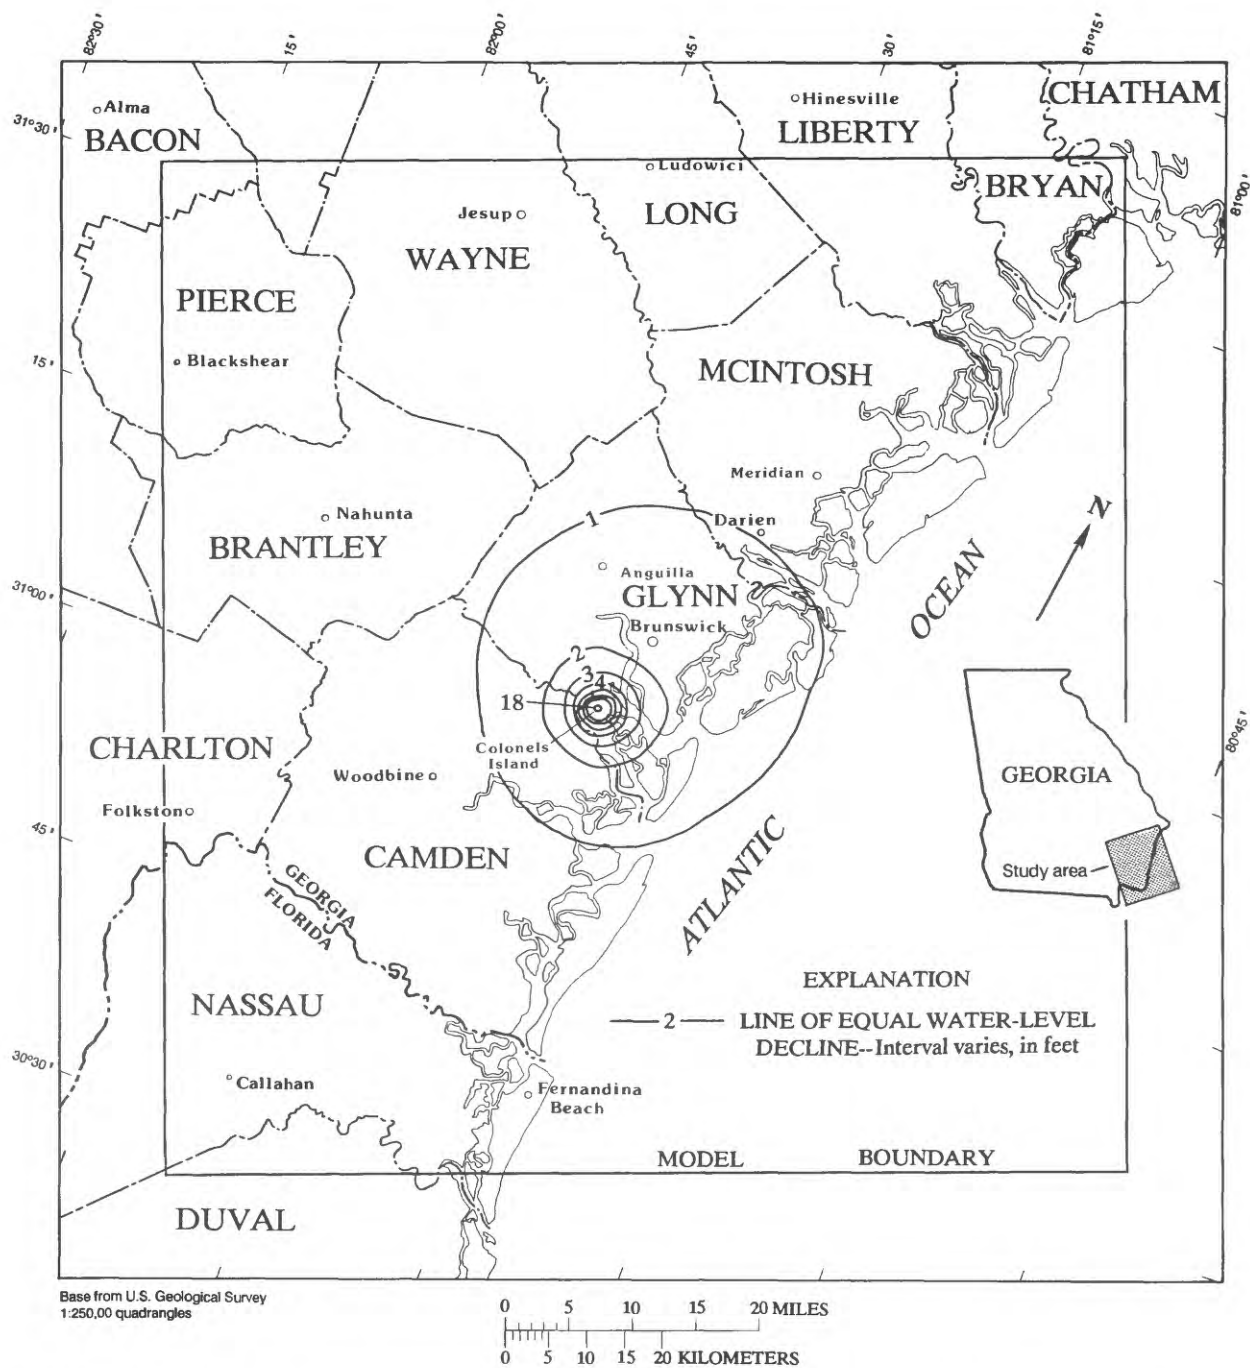 82°30'
15'
82°00'
45'
30'
81°15'
Alma
Hinesville
CHATHAM
31°30'
BACON
LIBERTY
Ludowici
BRYAN
Jesup
LONG
81°00'
WAYNE
PIERCE
15'
Blackshear
MCINTOSH
Meridian
Nahunta
1
Darien
N
BRANTLEY
Anguilla
31°00'
GLYNN
OCEAN
Brunswick
2
3
4
18
Colonels
Island
80°45'
CHARLTON
Woodbine
GEORGIA
Folkston
45'
CAMDEN
ATLANTIC
Study area
GEORGIA
FLORIDA
EXPLANATION
NASSAU
2 LINE OF EQUAL WATER-LEVEL
DECLINE--Interval varies, in feet
30°30'
Callahan
Fernandina
Beach
MODEL BOUNDARY
DUVAL
Base from U.S. Geological Survey
1:250,00 quadrangles
0 5 10 15 20 MILES
0 5 10 15 20 KILOMETERS